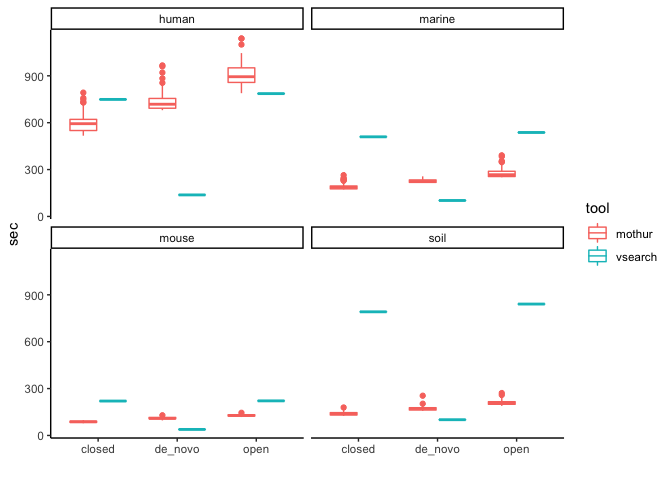 human marine
900
600
300
0
sec
mouse soil
900
600
300
0
closed de_novo open closed de_novo open
tool
mothur
vsearch